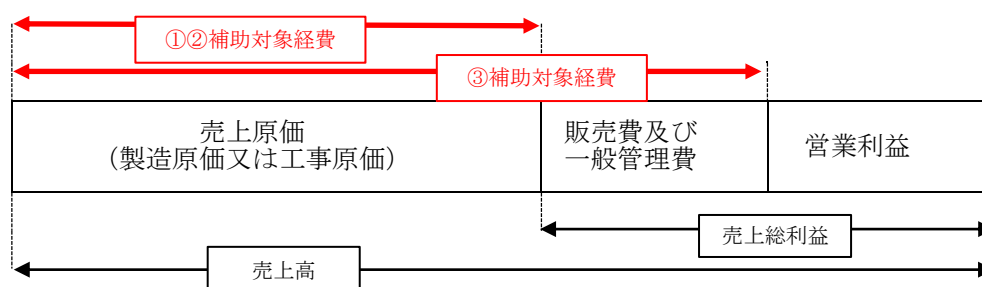 ①②補助対象経費
③補助対象経費
売上原価
（製造原価又は工事原価）
販売費及び
一般管理費
営業利益
売上総利益
売上高